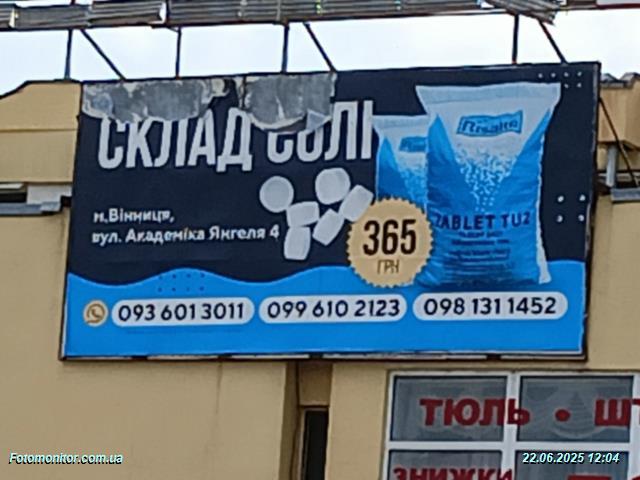 СКЛАД СОЛІ
м.Вінниця,
вул. Академіка Янгеля 4
365
ГРН
TABLET TUZ
093 601 3011
099 610 2123
098 131 1452
ТЮЛЬ • ШТ
ЗНИЖКИ
Fotomonitor.com.ua
22.06.2025 12:04